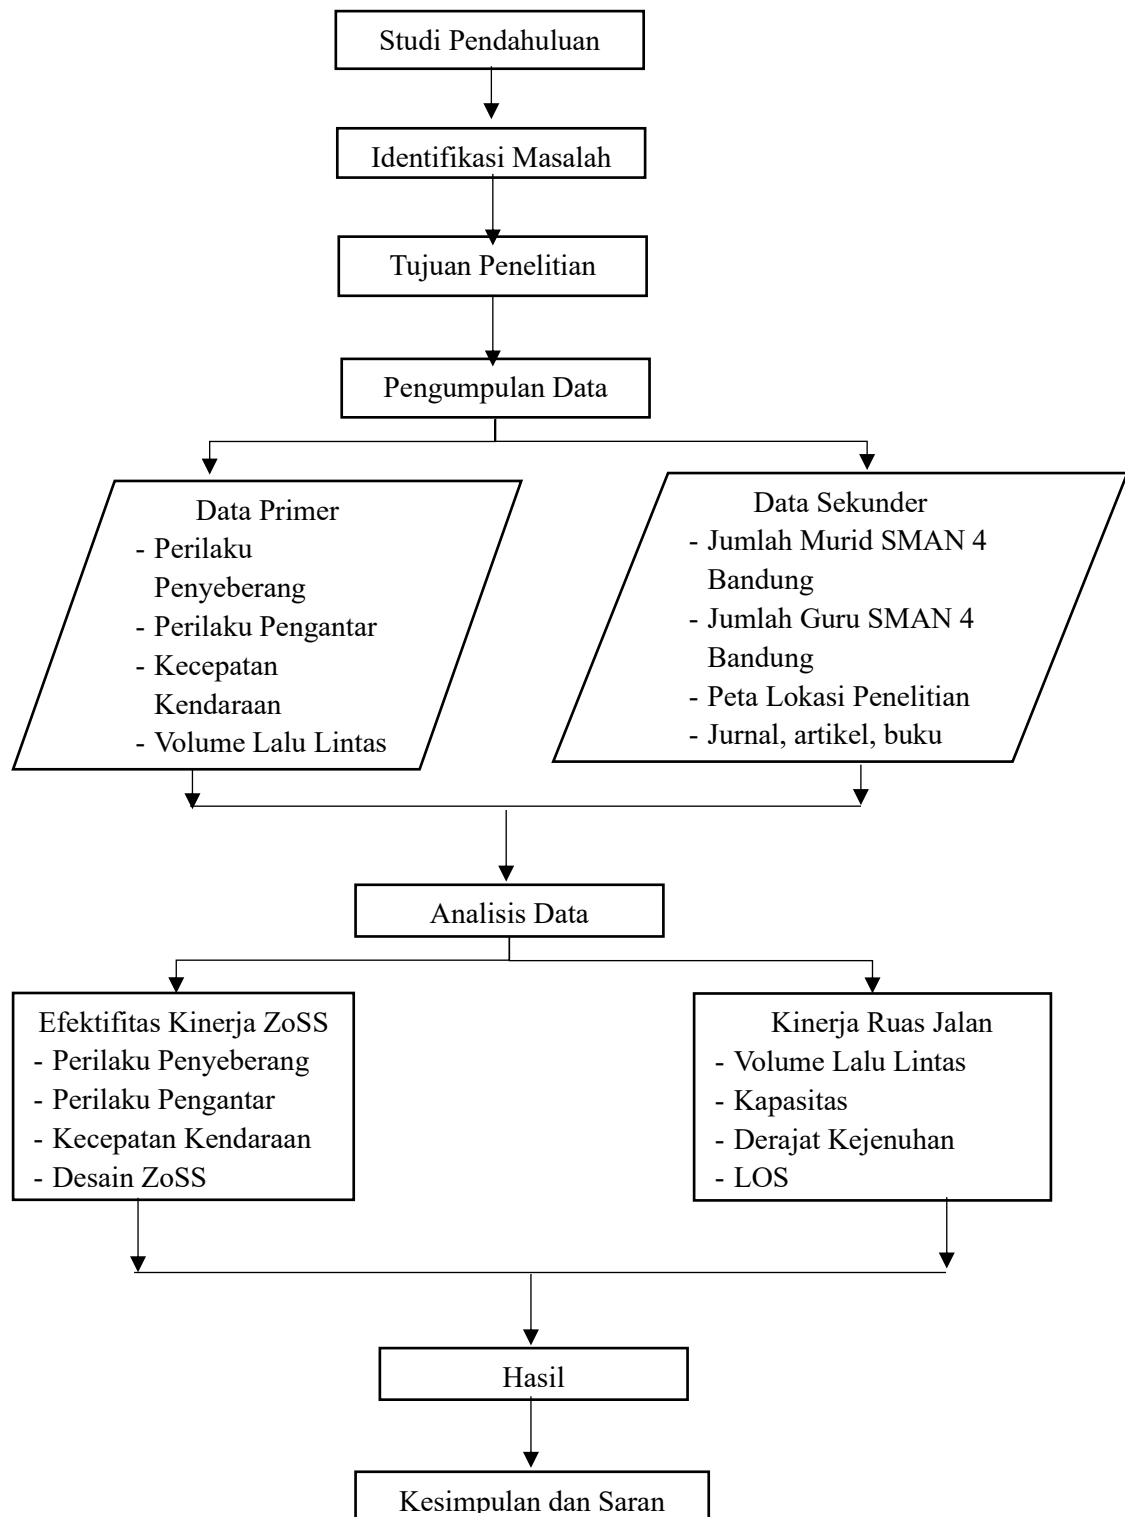 Studi Pendahuluan
Identifikasi Masalah
Tujuan Penelitian
Pengumpulan Data
Data Primer
- Perilaku
Penyeberang
- Perilaku Pengantar
- Kecepatan
Kendaraan
- Volume Lalu Lintas
Data Sekunder
- Jumlah Murid SMAN 4
Bandung
- Jumlah Guru SMAN 4
Bandung
- Peta Lokasi Penelitian
- Jurnal, artikel, buku
Analisis Data
Efektifitas Kinerja ZoSS
- Perilaku Penyeberang
- Perilaku Pengantar
- Kecepatan Kendaraan
- Desain ZoSS
Kinerja Ruas Jalan
- Volume Lalu Lintas
- Kapasitas
- Derajat Kejenuhan
- LOS
Hasil
Kesimpulan dan Saran